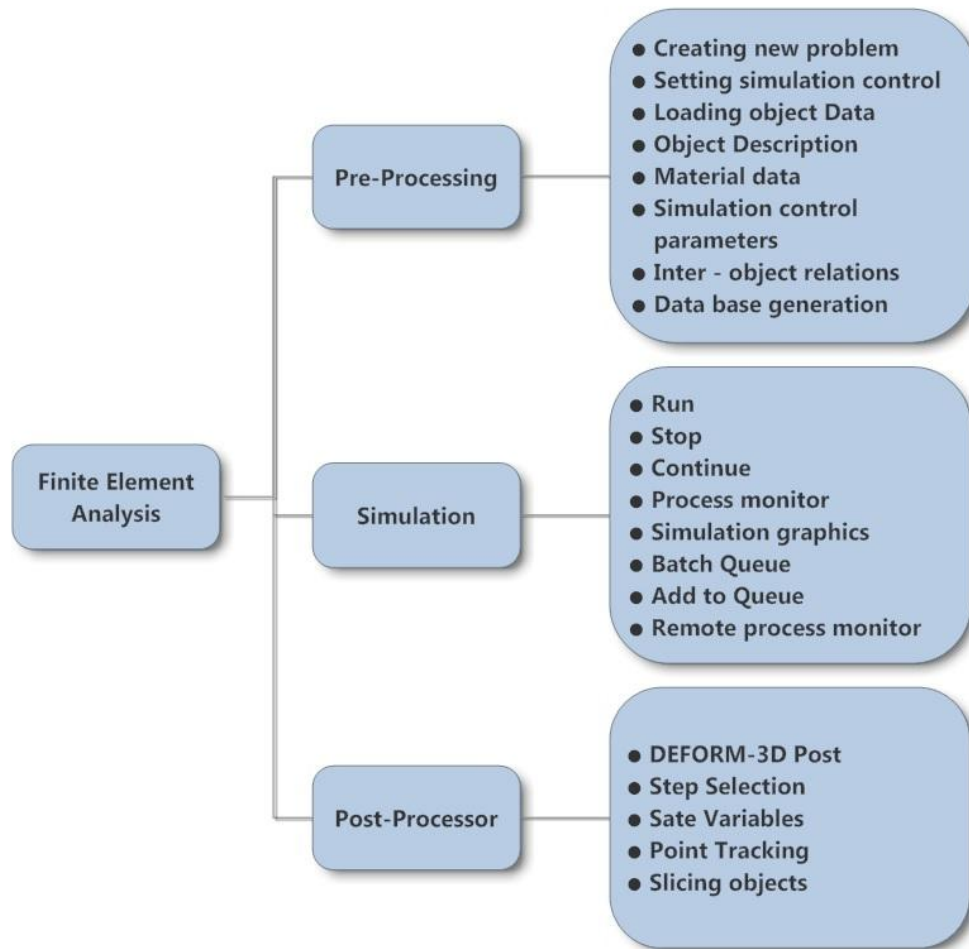 Finite Element
Analysis
Pre-Processing
● Creating new problem
● Setting simulation control
● Loading object Data
● Object Description
● Material data
● Simulation control
parameters
● Inter - object relations
● Data base generation
Simulation
● Run
● Stop
● Continue
● Process monitor
● Simulation graphics
● Batch Queue
● Add to Queue
● Remote process monitor
Post-Processor
● DEFORM-3D Post
● Step Selection
● Sate Variables
● Point Tracking
● Slicing objects